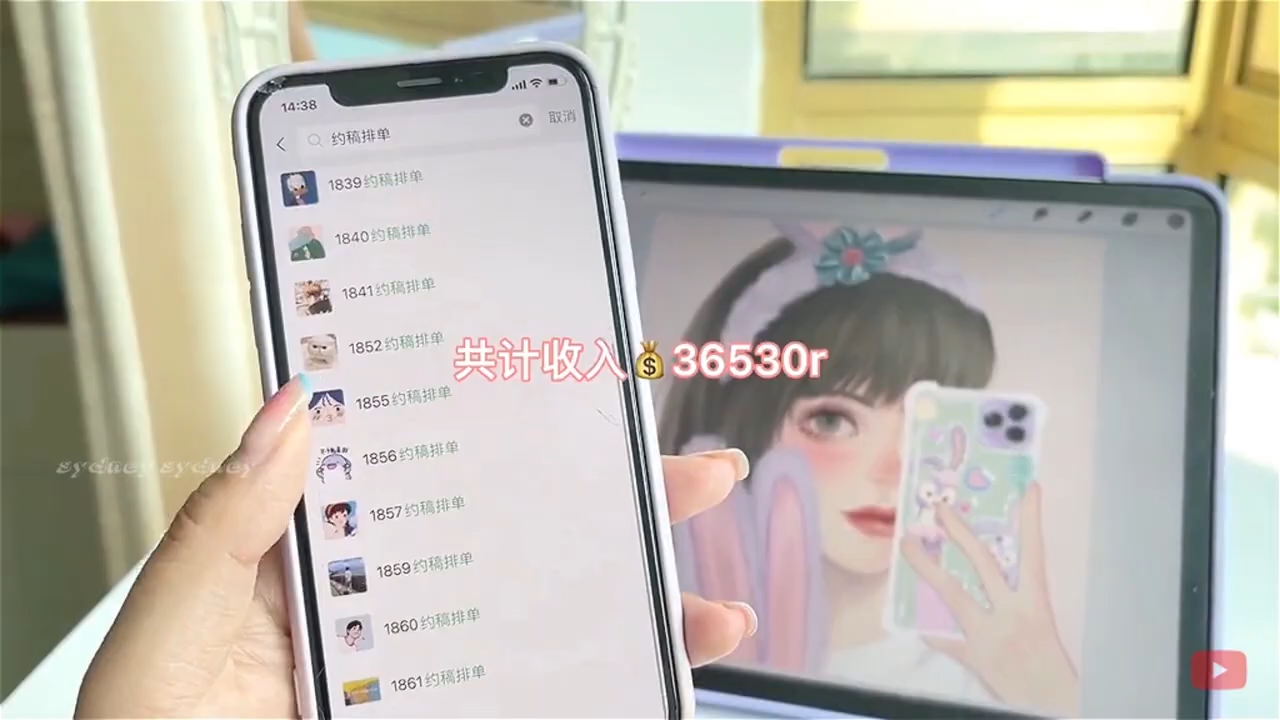 14:38
约稿排单
取消
1839约稿排单
1840约稿排单
1841约稿排单
1852约稿排单
共计收入💰36530r
1855约稿排单
1856约稿排单
sydney sydney
1857约稿排单
1859约稿排单
1860约稿排单
1861约稿排单